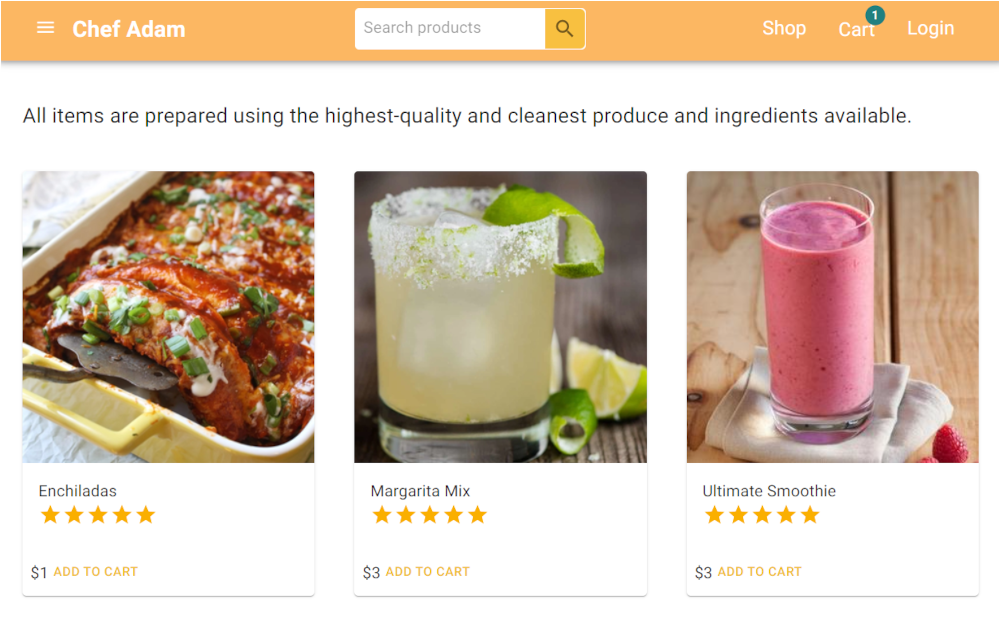 Chef Adam
Search products
Shop
Cart
1
Login
All items are prepared using the highest-quality and cleanest produce and ingredients available.
Enchiladas
Margarita Mix
Ultimate Smoothie
$1 ADD TO CART
$3 ADD TO CART
$3 ADD TO CART